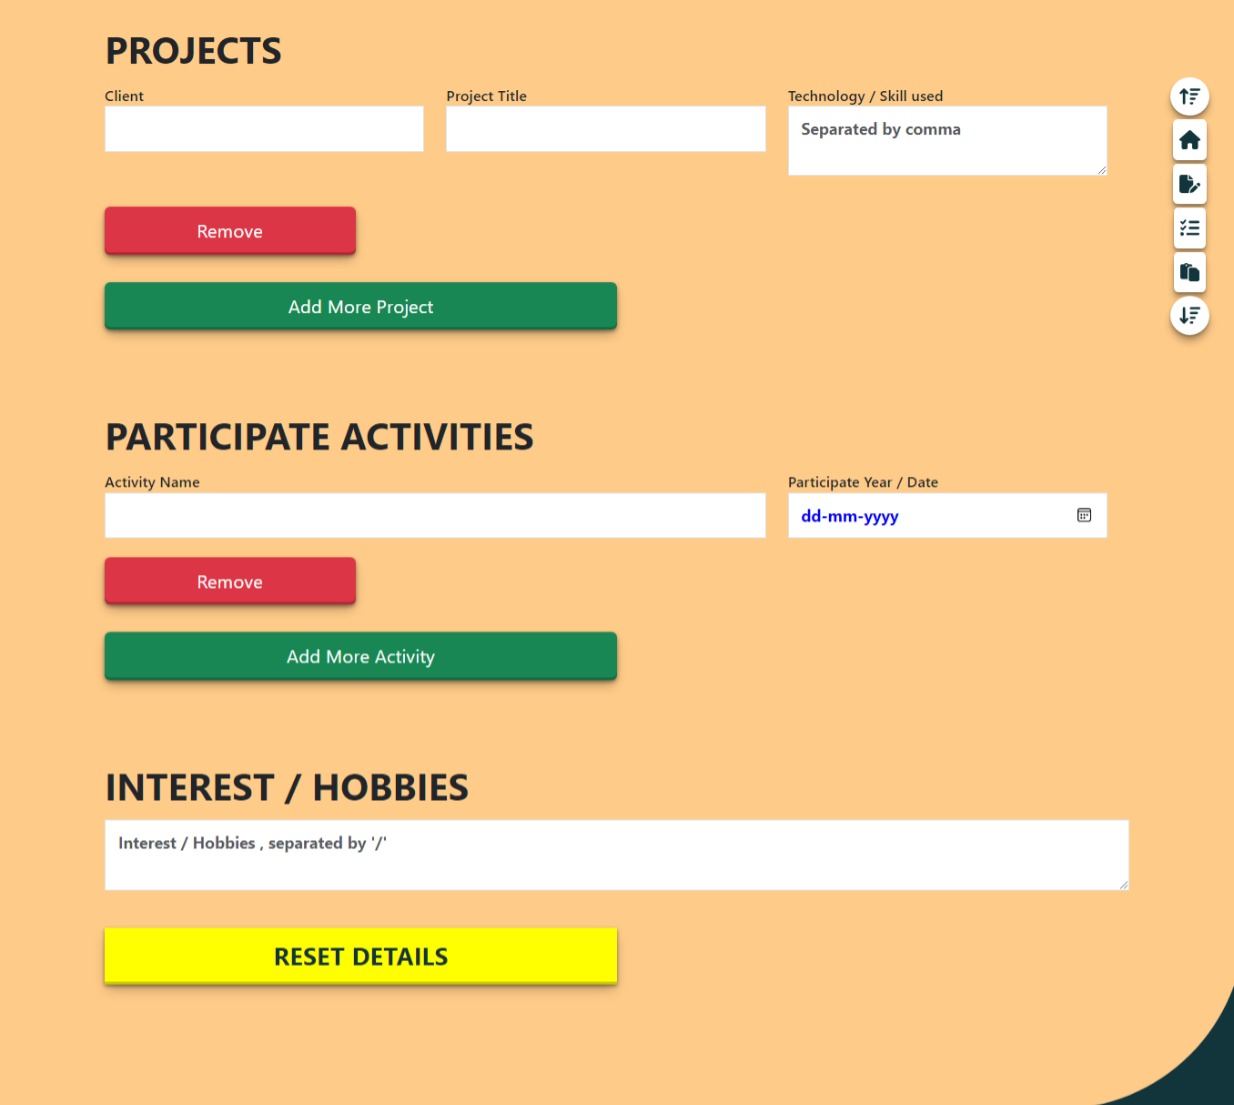 PROJECTS
Client
Project Title
Technology / Skill used
Separated by comma
Remove
Add More Project
PARTICIPATE ACTIVITIES
Activity Name
Participate Year / Date
dd-mm-yyyy
Remove
Add More Activity
INTEREST / HOBBIES
Interest / Hobbies , separated by '/'
RESET DETAILS